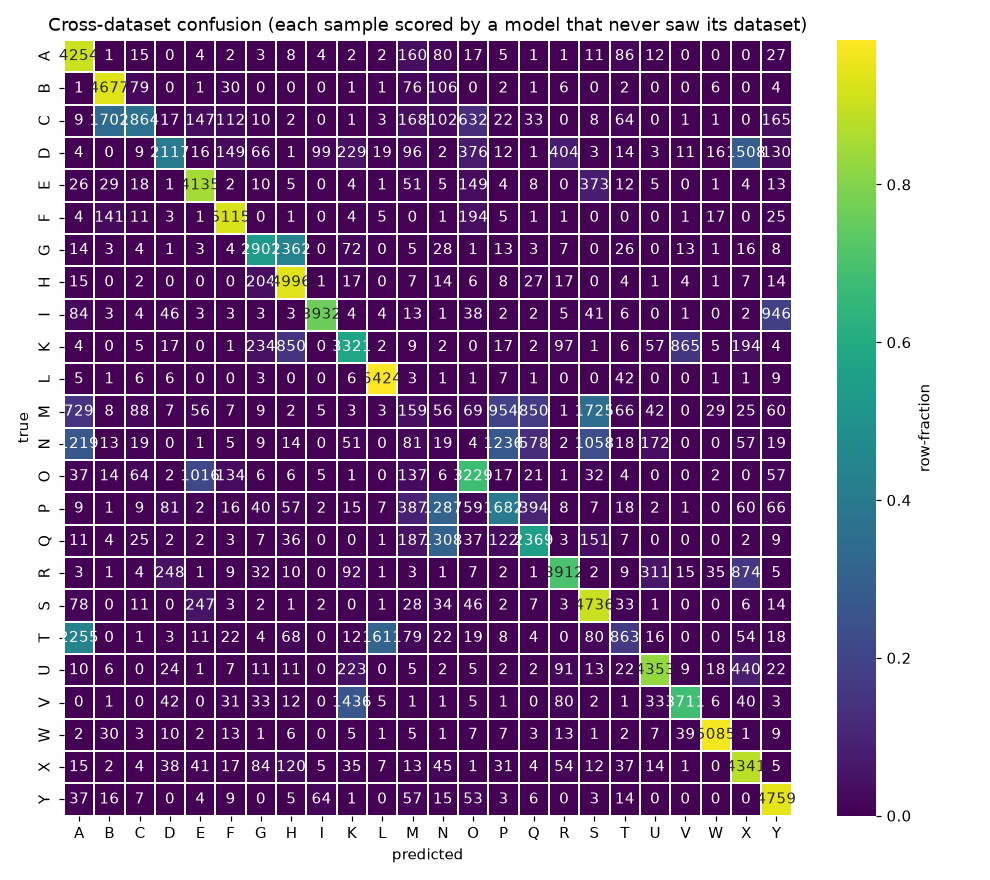 Cross-dataset confusion (each sample scored by a model that never saw its dataset)
A 4254 1 15 0 4 2 3 8 4 2 2 160 80 17 5 1 1 11 86 12 0 0 0 27
B 1 4677 79 0 1 30 0 0 0 1 1 76 106 0 2 1 6 0 2 0 0 6 0 4
C 9 1702 2864 17 147 112 10 2 0 1 3 168 102 632 22 33 0 8 64 0 1 1 0 165
D 4 0 9 2117 16 149 66 1 99 229 19 96 2 376 12 1 404 3 14 3 11 16 1508 130
E 26 29 18 1 4135 2 10 5 0 4 1 51 5 149 4 8 0 373 12 5 0 1 4 13
F 4 141 11 3 1 5115 0 1 0 4 5 0 1 194 5 1 1 0 0 0 1 17 0 25
G 14 3 4 1 3 4 2902 2362 0 72 0 5 28 1 13 3 7 0 26 0 13 1 16 8
H 15 0 2 0 0 0 204 4996 1 17 0 7 14 6 8 27 17 0 4 1 4 1 7 14
I 84 3 4 46 3 3 3 3 3932 4 4 13 1 38 2 2 5 41 6 0 1 0 2 946
K 4 0 5 17 0 1 234 850 0 3321 2 9 2 0 17 2 97 1 6 57 865 5 194 4
L 5 1 6 6 0 0 3 0 0 6 5424 3 1 1 7 1 0 0 42 0 0 1 1 9
M 729 8 88 7 56 7 9 2 5 3 3 159 56 69 954 850 1 1725 66 42 0 29 25 60
N 1219 13 19 0 1 5 9 14 0 51 0 81 19 4 1236 578 2 1058 18 172 0 0 57 19
O 37 14 64 2 1016 134 6 6 5 1 0 137 6 3229 17 21 1 32 4 0 0 2 0 57
P 9 1 9 81 2 16 40 57 2 15 7 387 1287 59 1682 394 8 7 18 2 1 0 60 66
Q 11 4 25 2 2 3 7 36 0 0 1 187 1308 37 122 2369 3 151 7 0 0 0 2 9
R 3 1 4 248 1 9 32 10 0 92 1 3 1 7 2 1 3912 2 9 311 15 35 874 5
S 78 0 11 0 247 3 2 1 2 0 1 28 34 46 2 7 3 4736 33 1 0 0 6 14
T 2255 0 1 3 11 22 4 68 0 12 1611 79 22 19 8 4 0 80 863 16 0 0 54 18
U 10 6 0 24 1 7 11 11 0 223 0 5 2 5 2 2 91 13 22 4353 9 18 440 22
V 0 1 0 42 0 31 33 12 0 1436 5 1 1 5 1 0 80 2 1 33 3711 6 40 3
W 2 30 3 10 2 13 1 6 0 5 1 5 1 7 7 3 13 1 2 7 39 5085 1 9
X 15 2 4 38 41 17 84 120 5 35 7 13 45 1 31 4 54 12 37 14 1 0 4341 5
Y 37 16 7 0 4 9 0 5 64 1 0 57 15 53 3 6 0 3 14 0 0 0 0 4759
A B C D E F G H I K L M N O P Q R S T U V W X Y
predicted
true
0.8
0.6
0.4
0.2
0.0
row-fraction